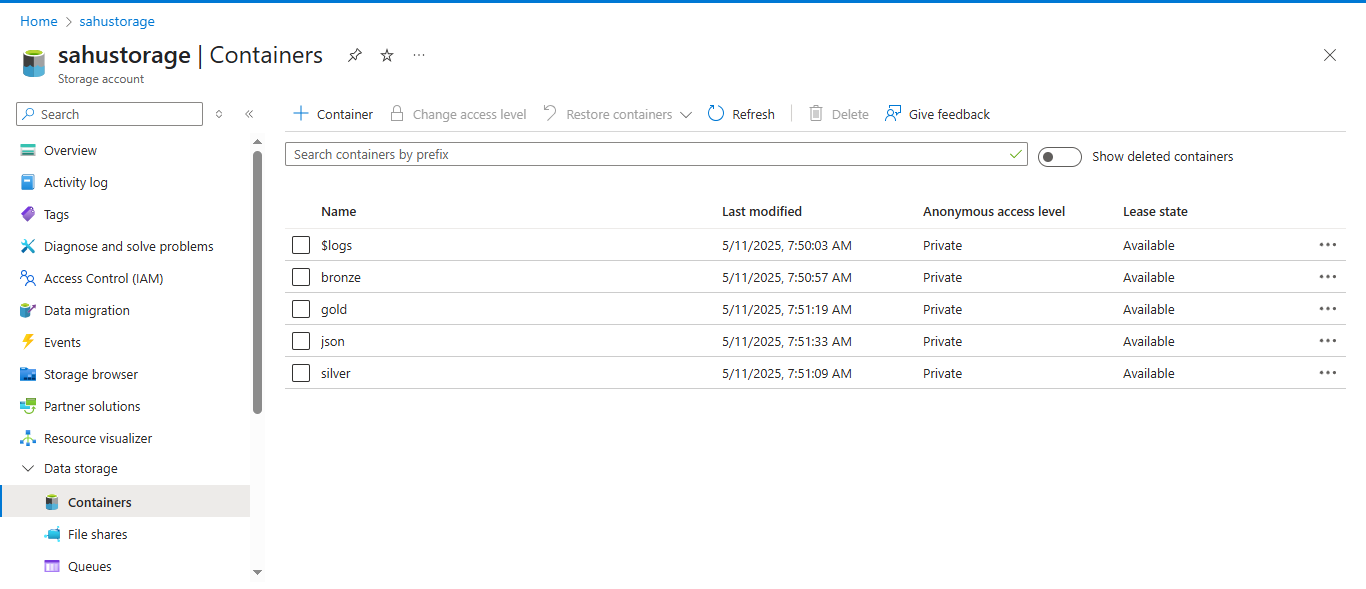 Home > sahustorage
sahustorage | Containers
Storage account
Search
Overview
Activity log
Tags
Diagnose and solve problems
Access Control (IAM)
Data migration
Events
Storage browser
Partner solutions
Resource visualizer
Data storage
Containers
File shares
Queues
Container Change access level Restore containers Refresh Delete Give feedback
Search containers by prefix
Show deleted containers
Name Last modified Anonymous access level Lease state
$logs 5/11/2025, 7:50:03 AM Private Available
bronze 5/11/2025, 7:50:57 AM Private Available
gold 5/11/2025, 7:51:19 AM Private Available
json 5/11/2025, 7:51:33 AM Private Available
silver 5/11/2025, 7:51:09 AM Private Available